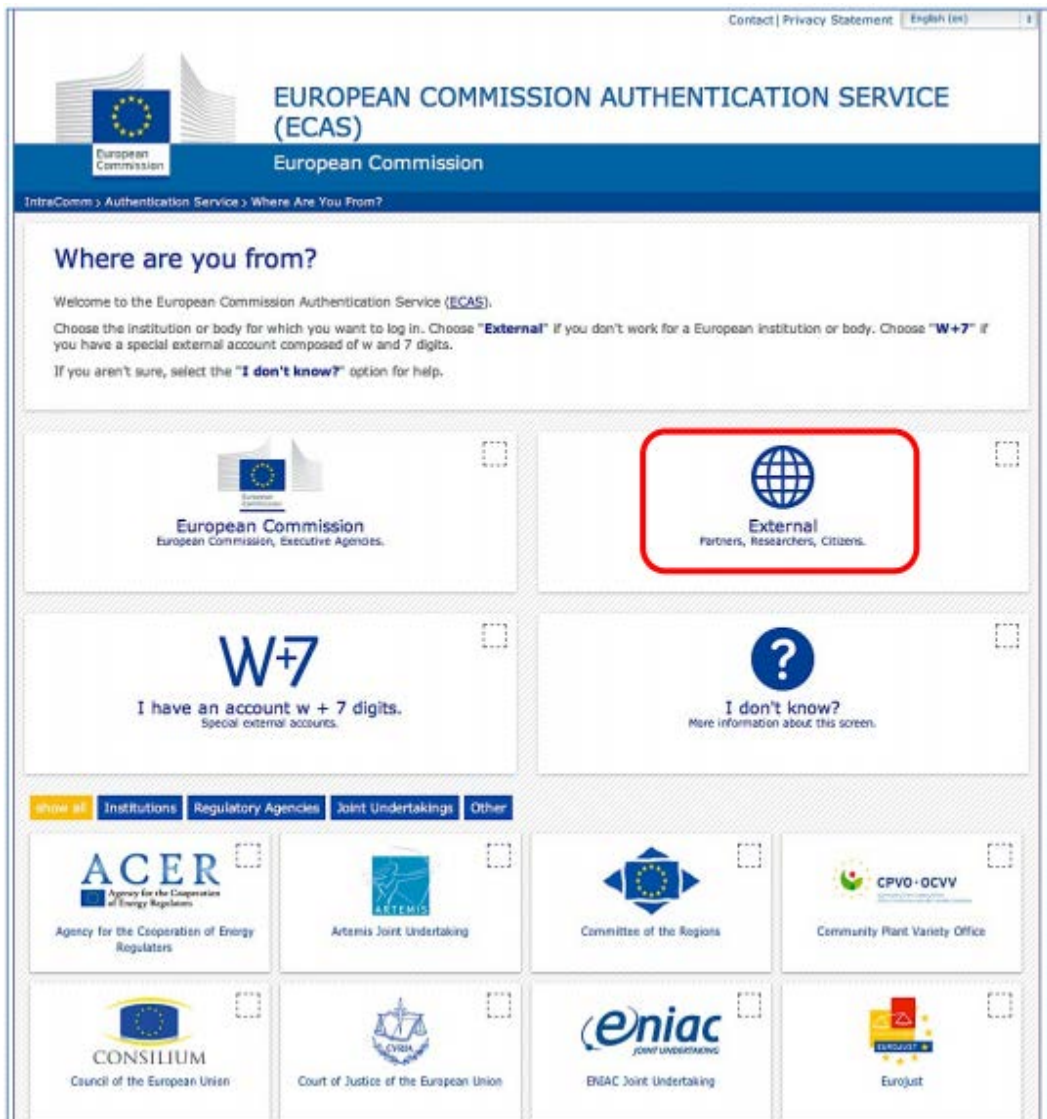 Contact | Privacy Statement English (en)
EUROPEAN COMMISSION AUTHENTICATION SERVICE
(ECAS)
European
Commission
European Commission
IntraComm > Authentication Service > Where Are You From?
Where are you from?
Welcome to the European Commission Authentication Service (ECAS).
Choose the institution or body for which you want to log in. Choose "External" if you don't work for a European institution or body. Choose "W+7" if
you have a special external account composed of w and 7 digits.
If you aren't sure, select the "I don't know?" option for help.
European Commission
European Commission, Executive Agencies.
External
Partners, Researchers, Citizens.
W+7
I have an account w + 7 digits.
Special external accounts.
?
I don't know?
More information about this screen.
show all Institutions Regulatory Agencies Joint Undertakings Other
ACER
Agency for the Cooperation
of Energy Regulators
Agency for the Cooperation of Energy
Regulators
ARTEMIS
Artemis Joint Undertaking
Committee of the Regions
CPVO·OCVV
Community Plant Variety Office
CONSILIUM
Council of the European Union
CVRIA
Court of Justice of the European Union
eniac
JOINT UNDERTAKING
ENIAC Joint Undertaking
EUROJUST
Eurojust